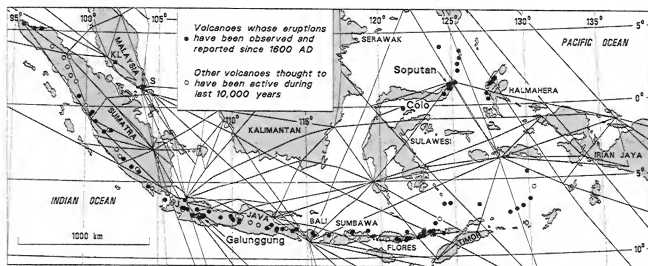 95°
100°
105°
Volcanoes whose eruptions
have been observed and
reported since 1600 AD
Other volcanoes thought to
have been active during
last 10,000 years
120°
125°
130°
135°
5°
SERAWAK
PACIFIC OCEAN
MALAYSIA
S
Soputan
HALMAHERA
0°
Colo
SUMATRA
110°
115°
KALIMANTAN
SULAWESI
IRIAN JAYA
5°
INDIAN OCEAN
JAVA
BALI
SUMBAWA
Galunggung
FLORES
TIMOR
1000 km
10°